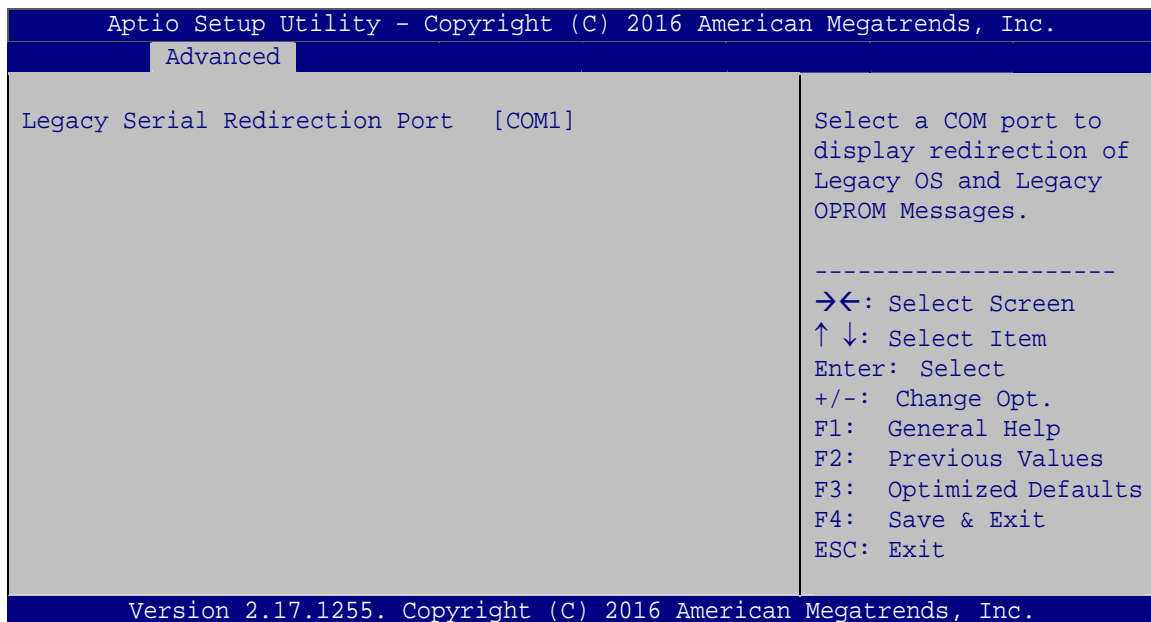 Aptio Setup Utility – Copyright (C) 2016 American Megatrends, Inc.
Advanced
Legacy Serial Redirection Port [COM1]
Select a COM port to
display redirection of
Legacy OS and Legacy
OPROM Messages.
---------------------
→←: Select Screen
↑ ↓: Select Item
Enter: Select
+/-: Change Opt.
F1: General Help
F2: Previous Values
F3: Optimized Defaults
F4: Save & Exit
ESC: Exit
Version 2.17.1255. Copyright (C) 2016 American Megatrends, Inc.